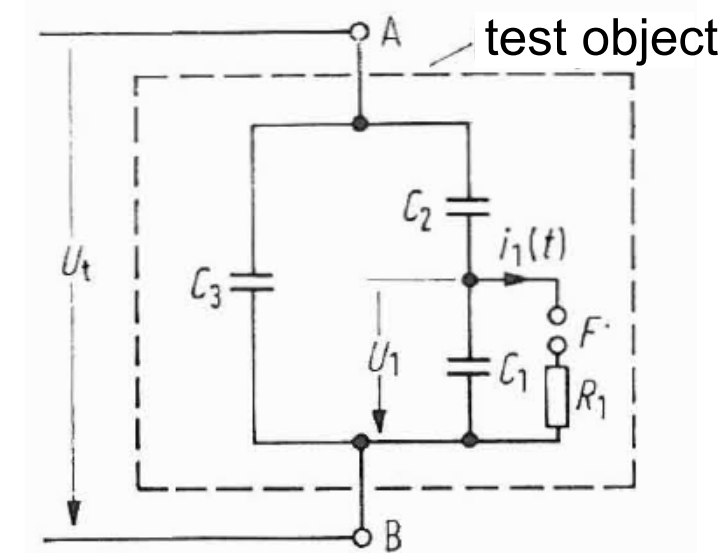 A
test object
C₂
i₁(t)
Uₜ
C₃
F
U₁
C₁
R₁
B